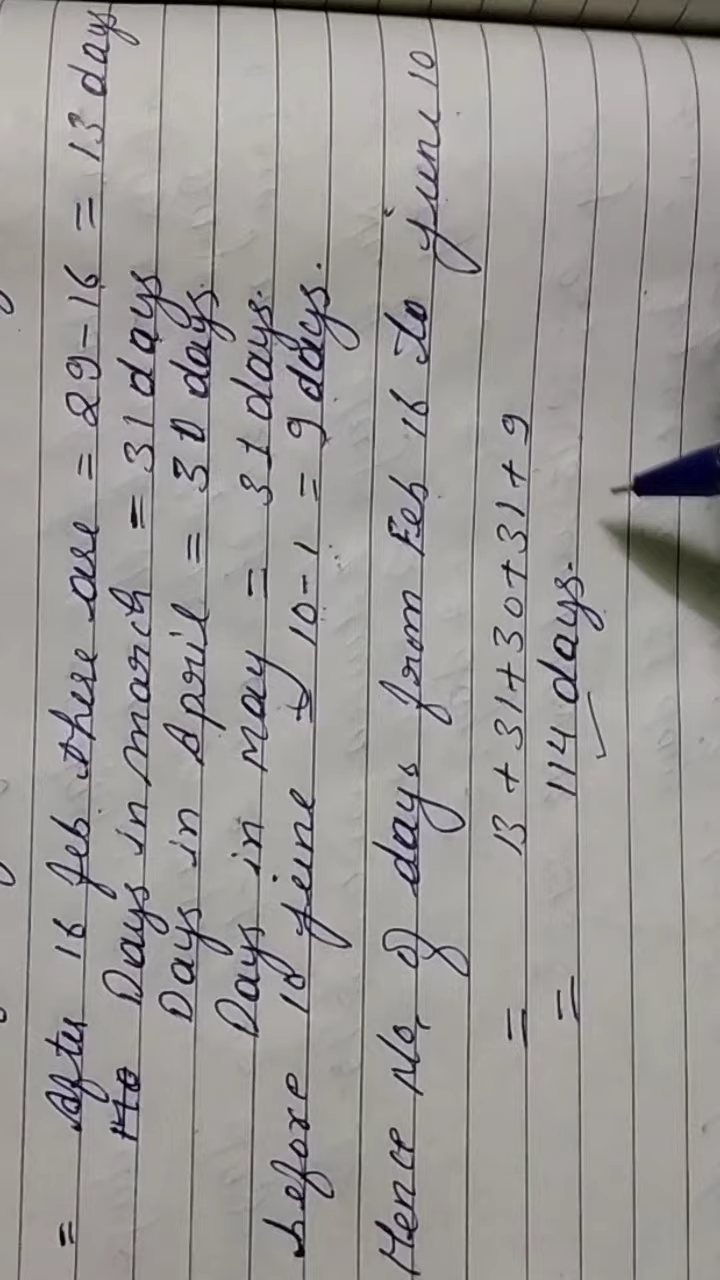 = After 16 feb there are = 29-16 = 13 day
Days in march = 31 days
Days in April = 30 days
Days in May = 31 days.
before 10 june 10-1 = 9 days.
Hence No, of days from Feb 16 to june 10
= 13 + 31+30+31+9
= 114 days.